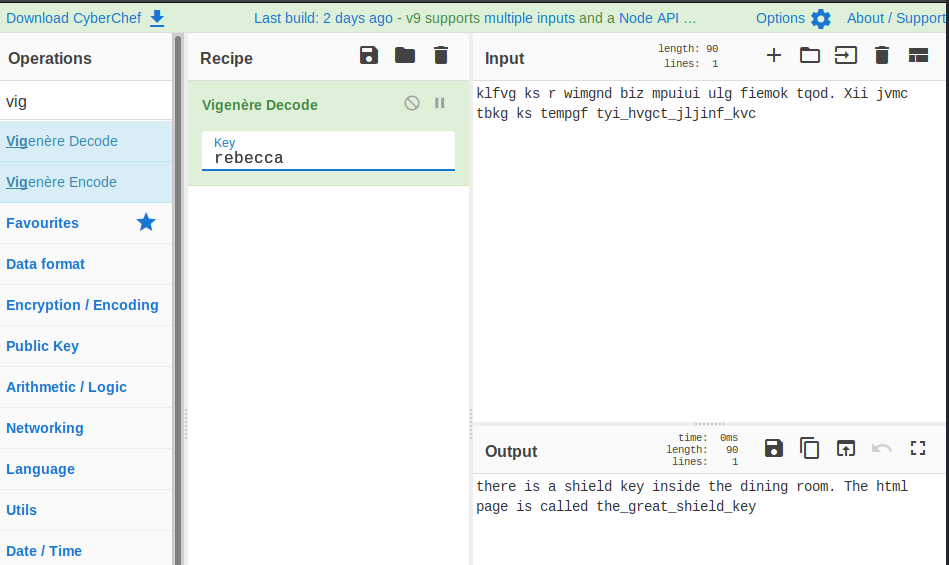 Download CyberChef
Last build: 2 days ago - v9 supports multiple inputs and a Node API …
Options
About / Support
Operations
vig
Vigenère Decode
Vigenère Encode
Favourites
Data format
Encryption / Encoding
Public Key
Arithmetic / Logic
Networking
Language
Utils
Date / Time
Recipe
Vigenère Decode
Key
rebecca
Input
length: 90
lines: 1
klfvg ks r wimgnd biz mpuiui ulg fiemok tqod. Xii jvmc
tbkg ks tempgf tyi_hvgct_jljinf_kvc
Output
time: 0ms
length: 90
lines: 1
there is a shield key inside the dining room. The html
page is called the_great_shield_key